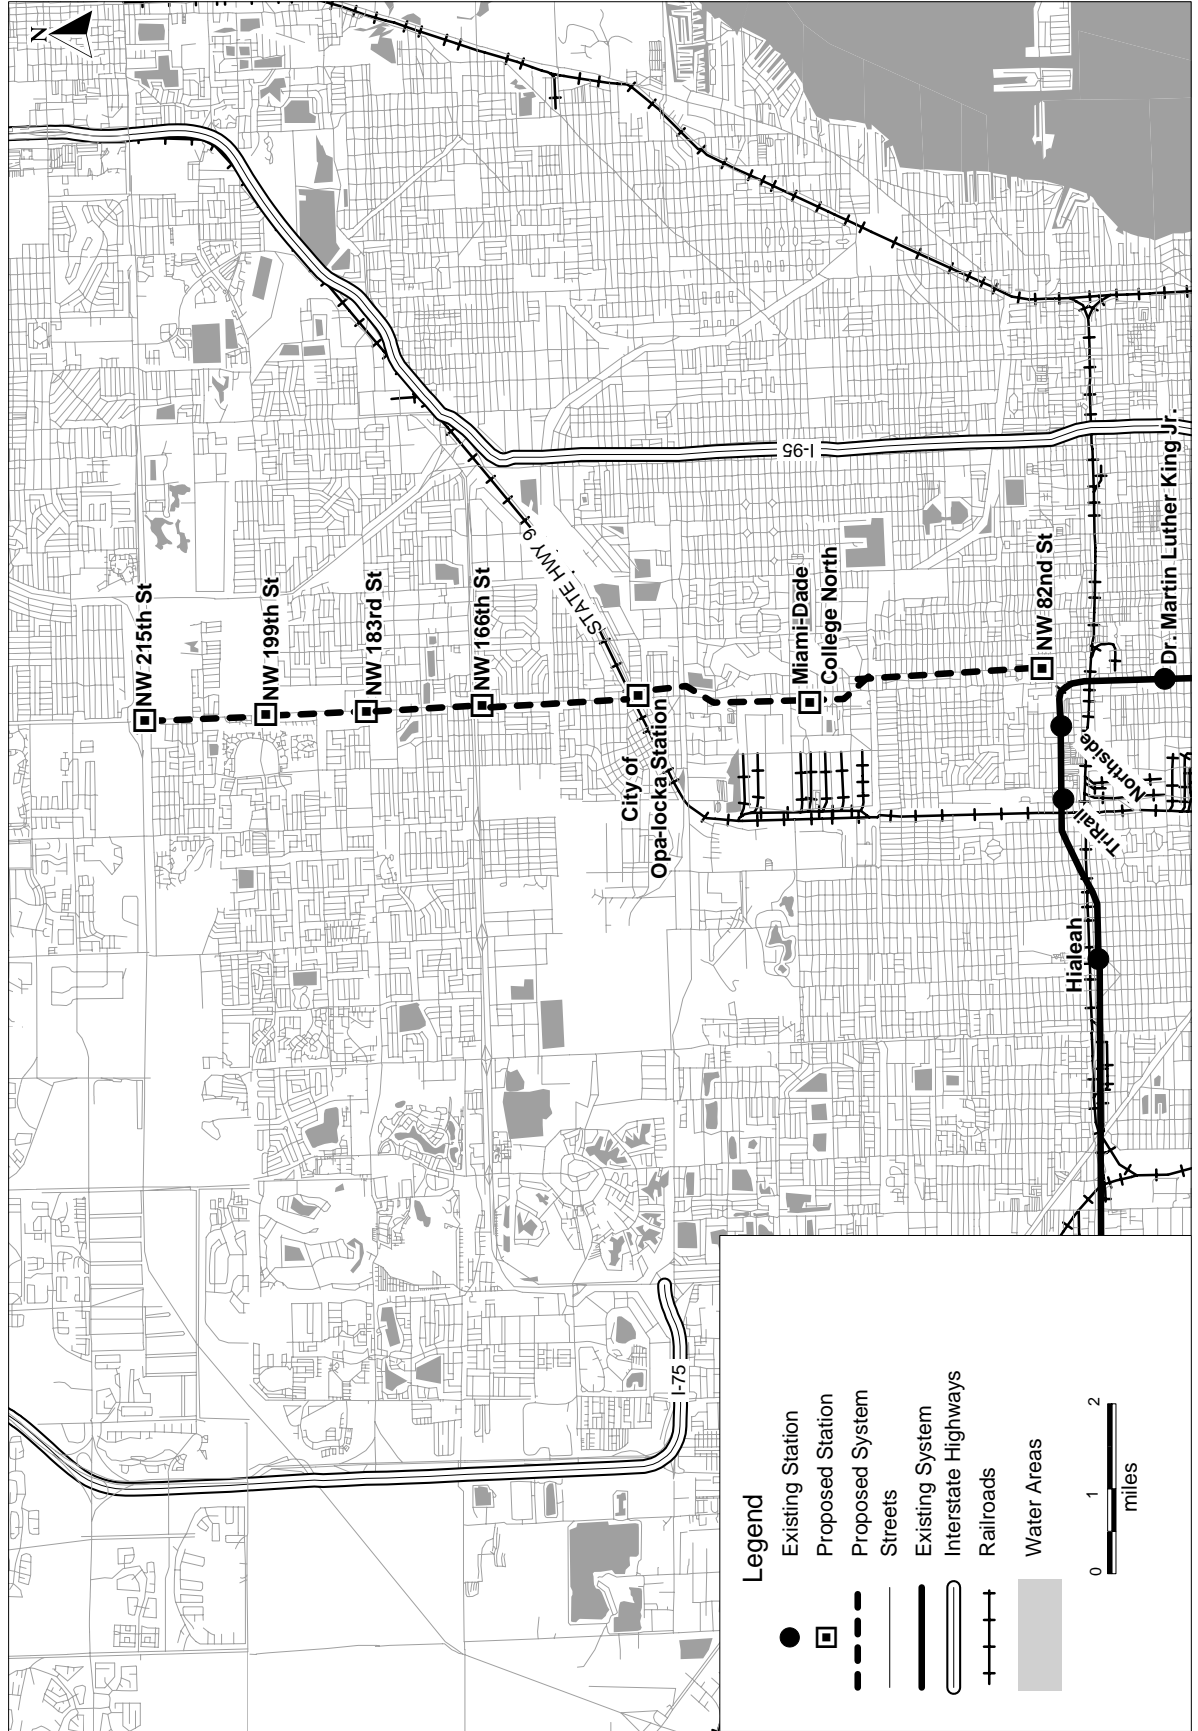 N
NW 215th St
NW 199th St
NW 183rd St
NW 166th St
STATE HWY 9
City of
Opa-locka Station
I-95
Miami-Dade
College North
NW 82nd St
Dr. Martin Luther King Jr.
Northside
TriRail
Hialeah
I-75
Legend
Existing Station
Proposed Station
Proposed System
Streets
Existing System
Interstate Highways
Railroads
Water Areas
0 1 2
miles